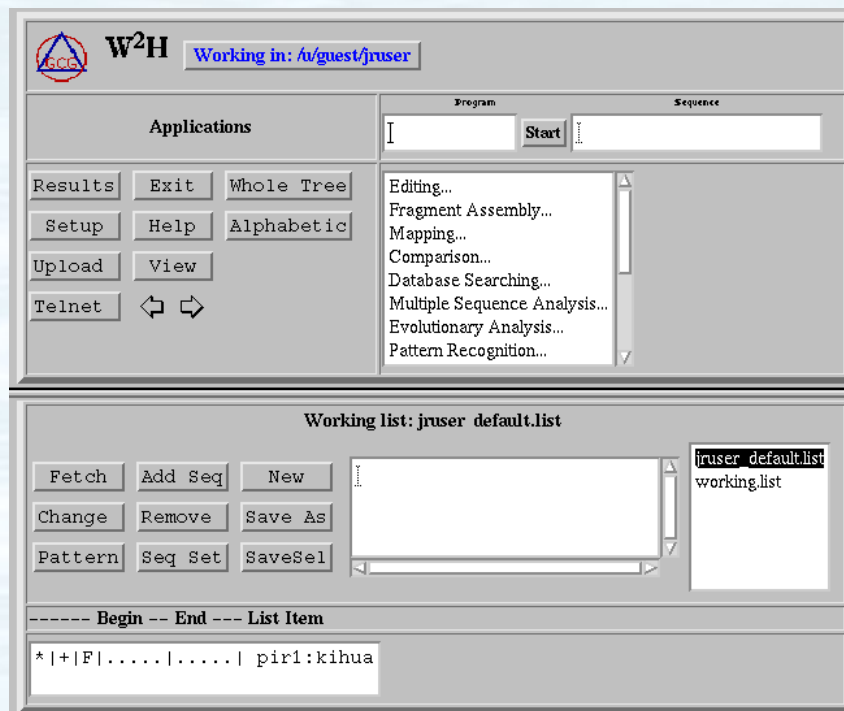 GCG
W2H
Working in: /u/guest/jruser
Applications
Program
Sequence
Start
Results
Exit
Whole Tree
Setup
Help
Alphabetic
Upload
View
Telnet
Editing...
Fragment Assembly...
Mapping...
Comparison...
Database Searching...
Multiple Sequence Analysis...
Evolutionary Analysis...
Pattern Recognition...
Working list: jruser default.list
Fetch
Add Seq
New
Change
Remove
Save As
Pattern
Seq Set
SaveSel
jruser_default.list
working.list
------ Begin -- End --- List Item
*|+|F|.....|.....| pir1:kihua